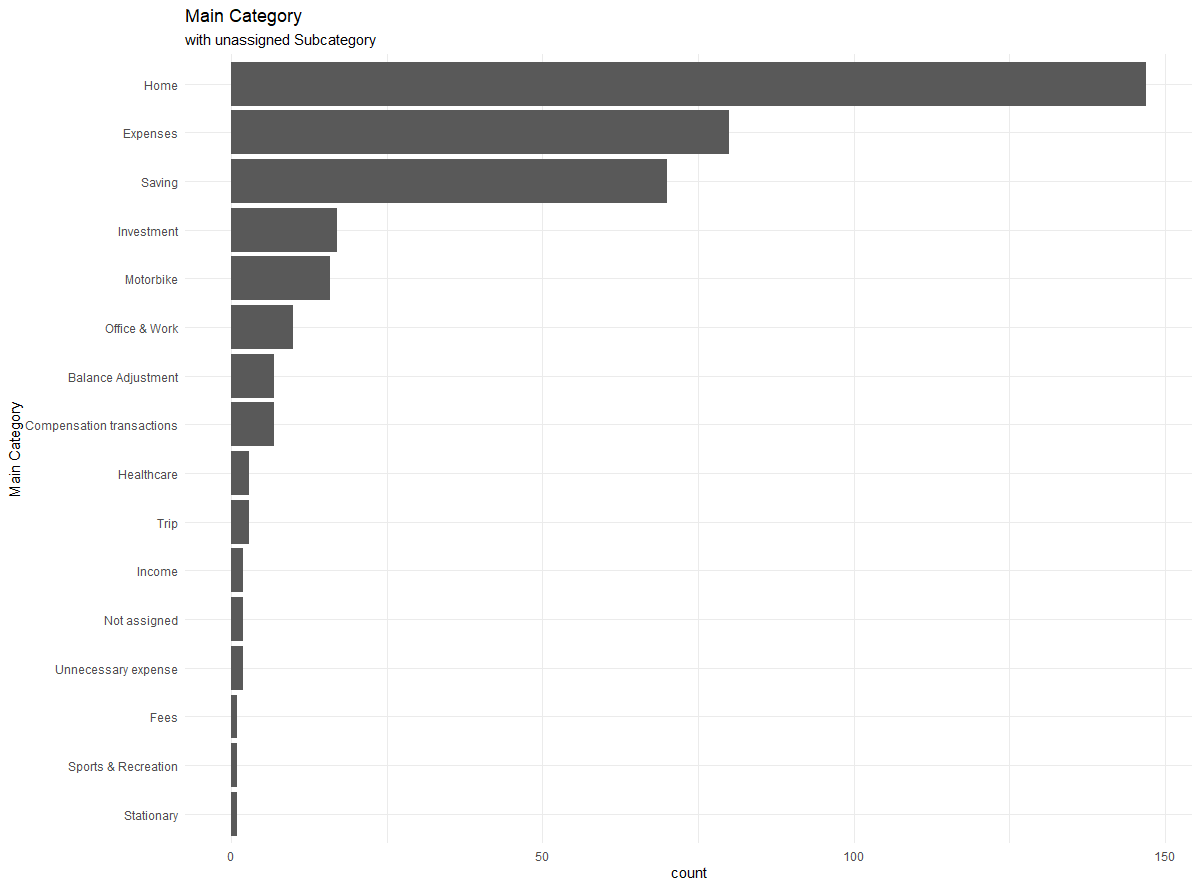 Main Category
with unassigned Subcategory
Home
Expenses
Saving
Investment
Motorbike
Office & Work
Balance Adjustment
Compensation transactions
Healthcare
Trip
Income
Not assigned
Unnecessary expense
Fees
Sports & Recreation
Stationary
Main Category
0
50
100
150
count